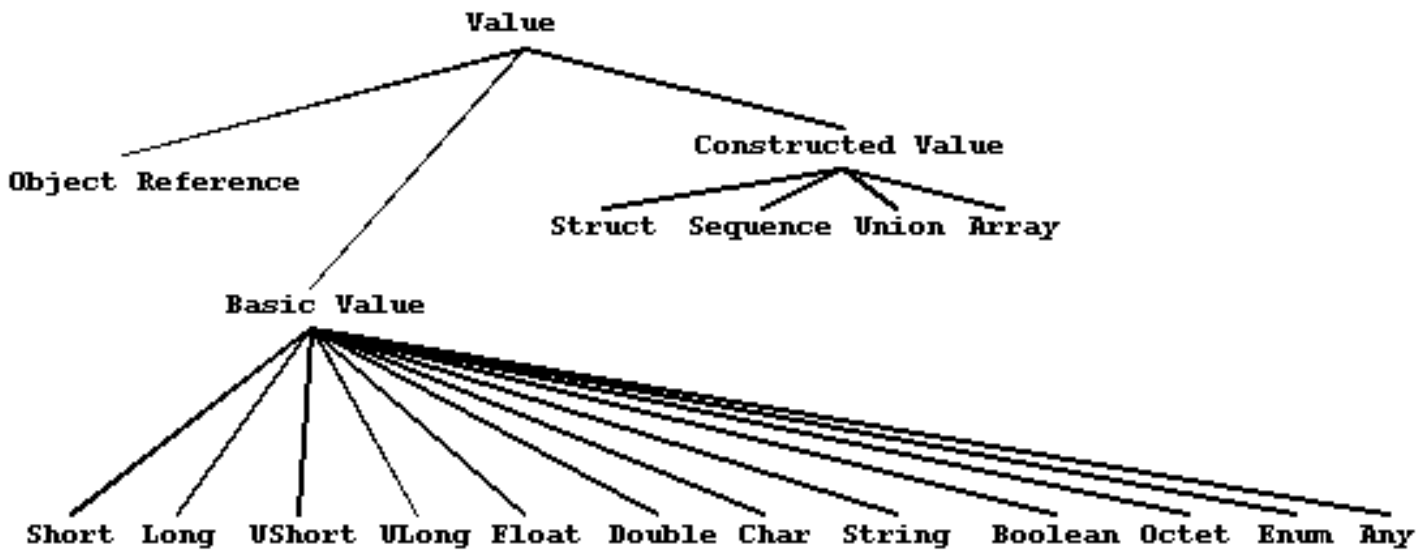 Value
Constructed Value
Object Reference
Struct Sequence Union Array
Basic Value
Short Long UShort ULong Float Double Char String Boolean Octet Enum Any